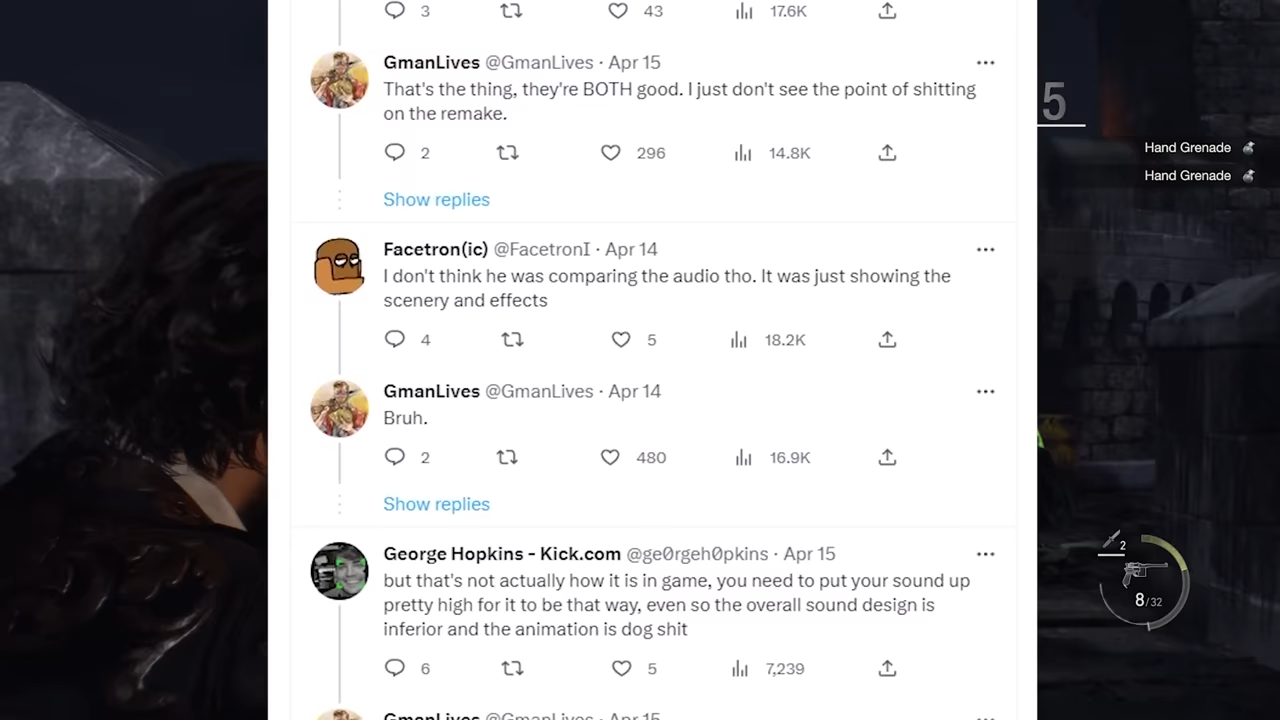 3 43 17.6K
GmanLives @GmanLives · Apr 15 ...
That's the thing, they're BOTH good. I just don't see the point of shitting
on the remake.
2 296 14.8K
Show replies
Facetron(ic) @FacetronI · Apr 14 ...
I don't think he was comparing the audio tho. It was just showing the
scenery and effects
4 5 18.2K
GmanLives @GmanLives · Apr 14 ...
Bruh.
2 480 16.9K
Show replies
George Hopkins - Kick.com @ge0rgeh0pkins · Apr 15 ...
but that's not actually how it is in game, you need to put your sound up
pretty high for it to be that way, even so the overall sound design is
inferior and the animation is dog shit
6 5 7,239
GmanLives @GmanLives · Apr 15 ...
5
Hand Grenade
Hand Grenade
2
8/32